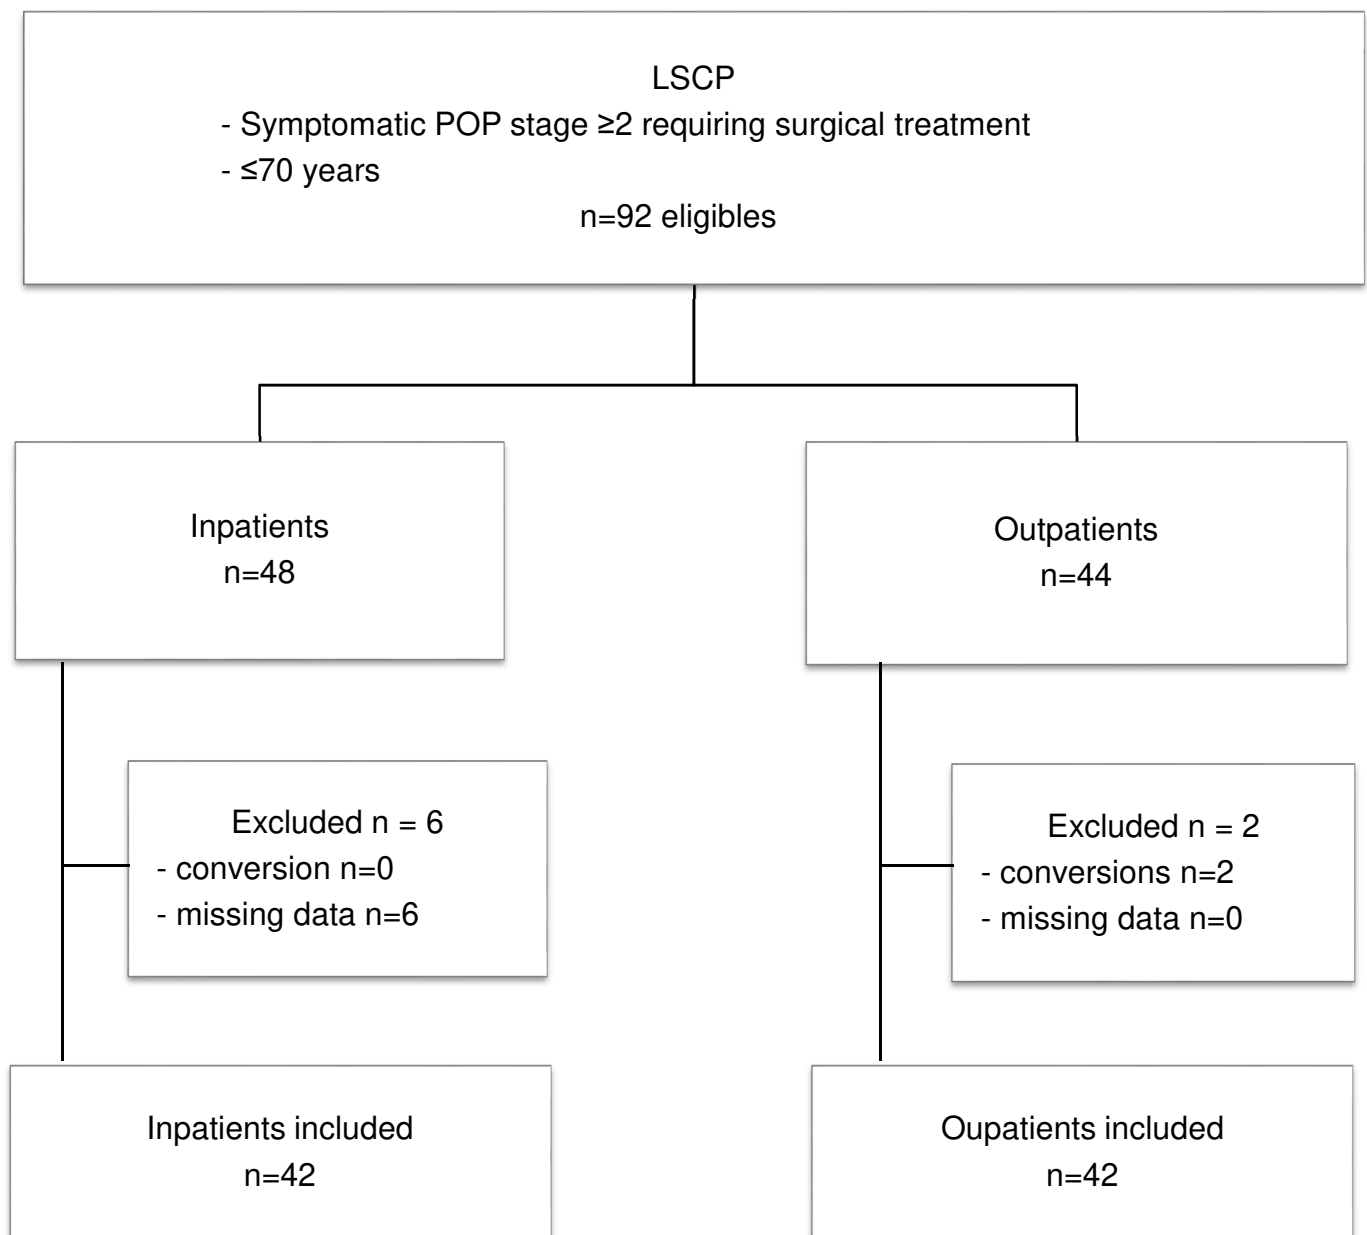 LSCP
- Symptomatic POP stage ≥2 requiring surgical treatment
- ≤70 years
n=92 eligibles
Inpatients
n=48
Outpatients
n=44
Excluded n = 6
- conversion n=0
- missing data n=6
Excluded n = 2
- conversions n=2
- missing data n=0
Inpatients included
n=42
Oupatients included
n=42